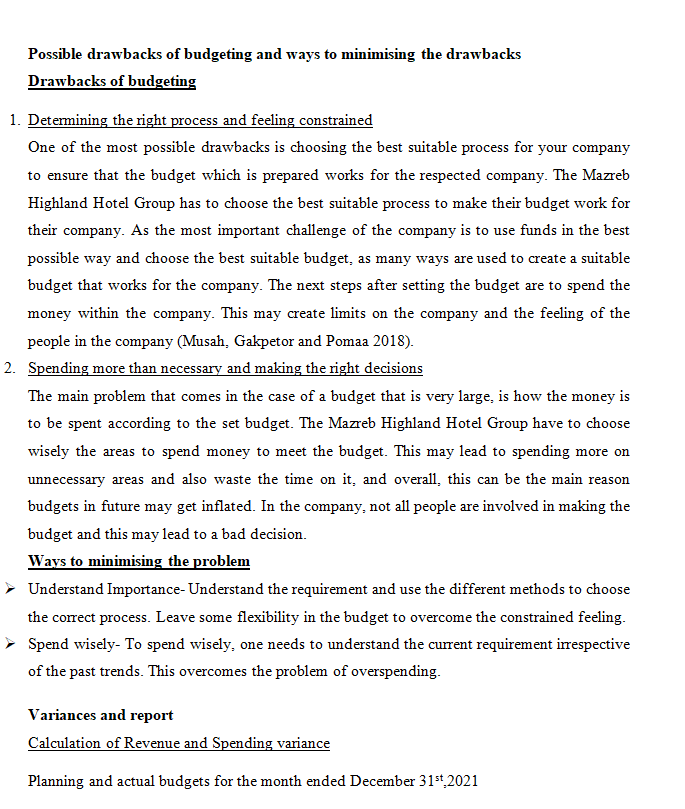 Possible drawbacks of budgeting and ways to minimising the drawbacks
Drawbacks of budgeting
1. Determining the right process and feeling constrained
One of the most possible drawbacks is choosing the best suitable process for your company
to ensure that the budget which is prepared works for the respected company. The Mazreb
Highland Hotel Group has to choose the best suitable process to make their budget work for
their company. As the most important challenge of the company is to use funds in the best
possible way and choose the best suitable budget, as many ways are used to create a suitable
budget that works for the company. The next steps after setting the budget are to spend the
money within the company. This may create limits on the company and the feeling of the
people in the company (Musah, Gakpetor and Pomaa 2018).
2. Spending more than necessary and making the right decisions
The main problem that comes in the case of a budget that is very large, is how the money is
to be spent according to the set budget. The Mazreb Highland Hotel Group have to choose
wisely the areas to spend money to meet the budget. This may lead to spending more on
unnecessary areas and also waste the time on it, and overall, this can be the main reason
budgets in future may get inflated. In the company, not all people are involved in making the
budget and this may lead to a bad decision.
Ways to minimising the problem
➢ Understand Importance- Understand the requirement and use the different methods to choose
the correct process. Leave some flexibility in the budget to overcome the constrained feeling.
➢ Spend wisely- To spend wisely, one needs to understand the current requirement irrespective
of the past trends. This overcomes the problem of overspending.
Variances and report
Calculation of Revenue and Spending variance
Planning and actual budgets for the month ended December 31st,2021